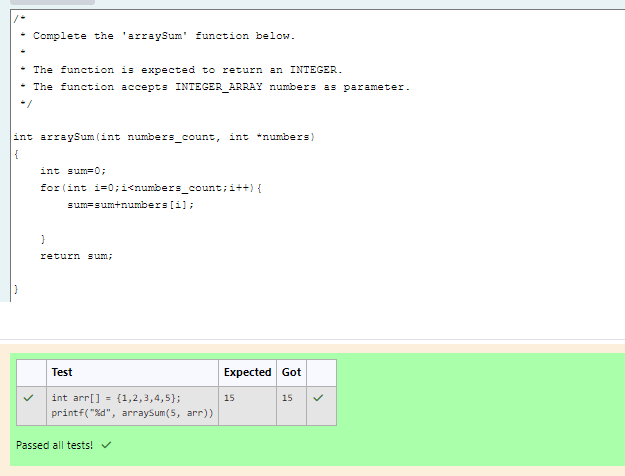 /*
* Complete the 'arraySum' function below.
*
* The function is expected to return an INTEGER.
* The function accepts INTEGER_ARRAY numbers as parameter.
*/
int arraySum(int numbers_count, int *numbers)
{
int sum=0;
for(int i=0;i<numbers_count;i++){
sum=sum+numbers[i];
}
return sum;
}
Test Expected Got
int arr[] = {1,2,3,4,5}; 15 15
printf("%d", arraySum(5, arr))
Passed all tests!